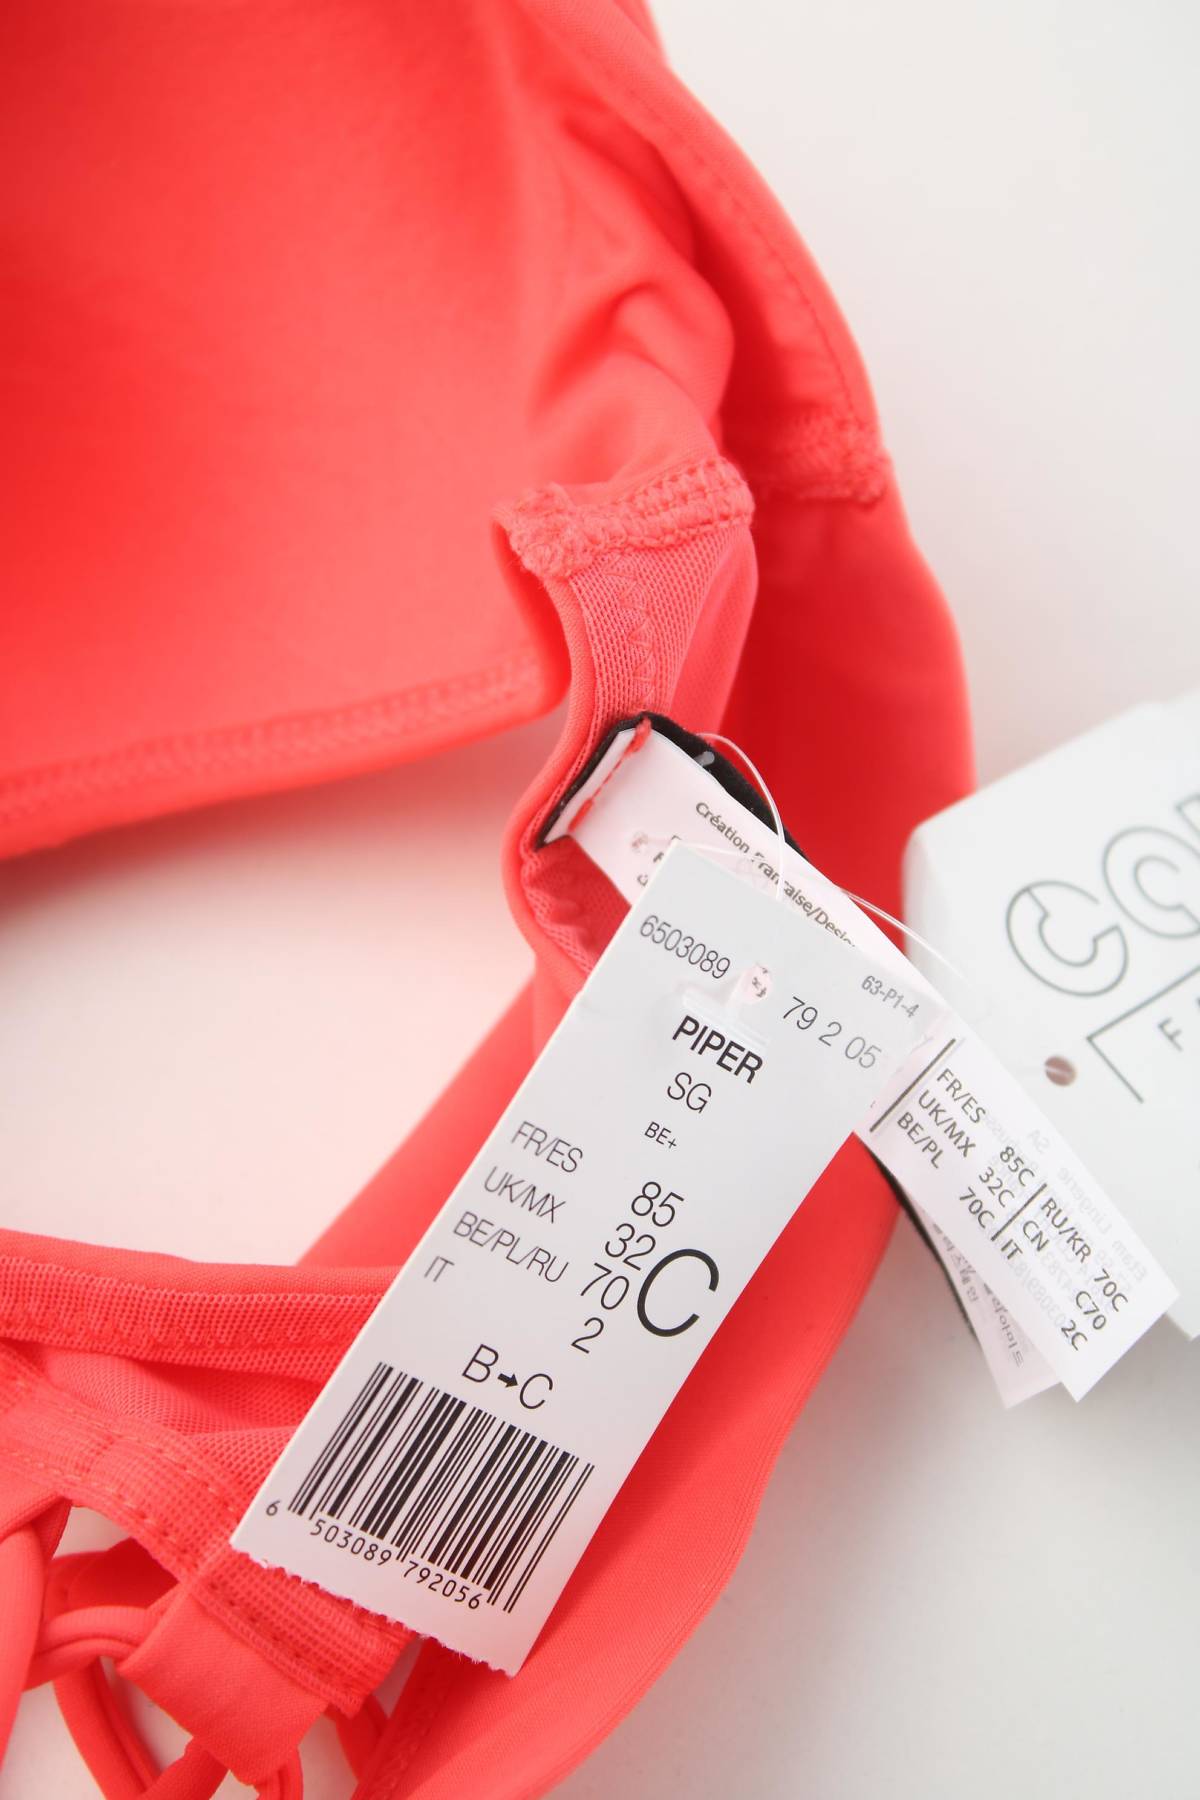 Création Française/Design
6503089
79 2 05
63-P1-4
PIPER
SG
BE+
FR/ES 85
UK/MX 32
BE/PL/RU 70
IT 2
C
B→C
6 503089 792056
FR/ES 85C
UK/MX 32C
BE/PL 70C
RU/KR 70C
CN C70
IT 2C
F